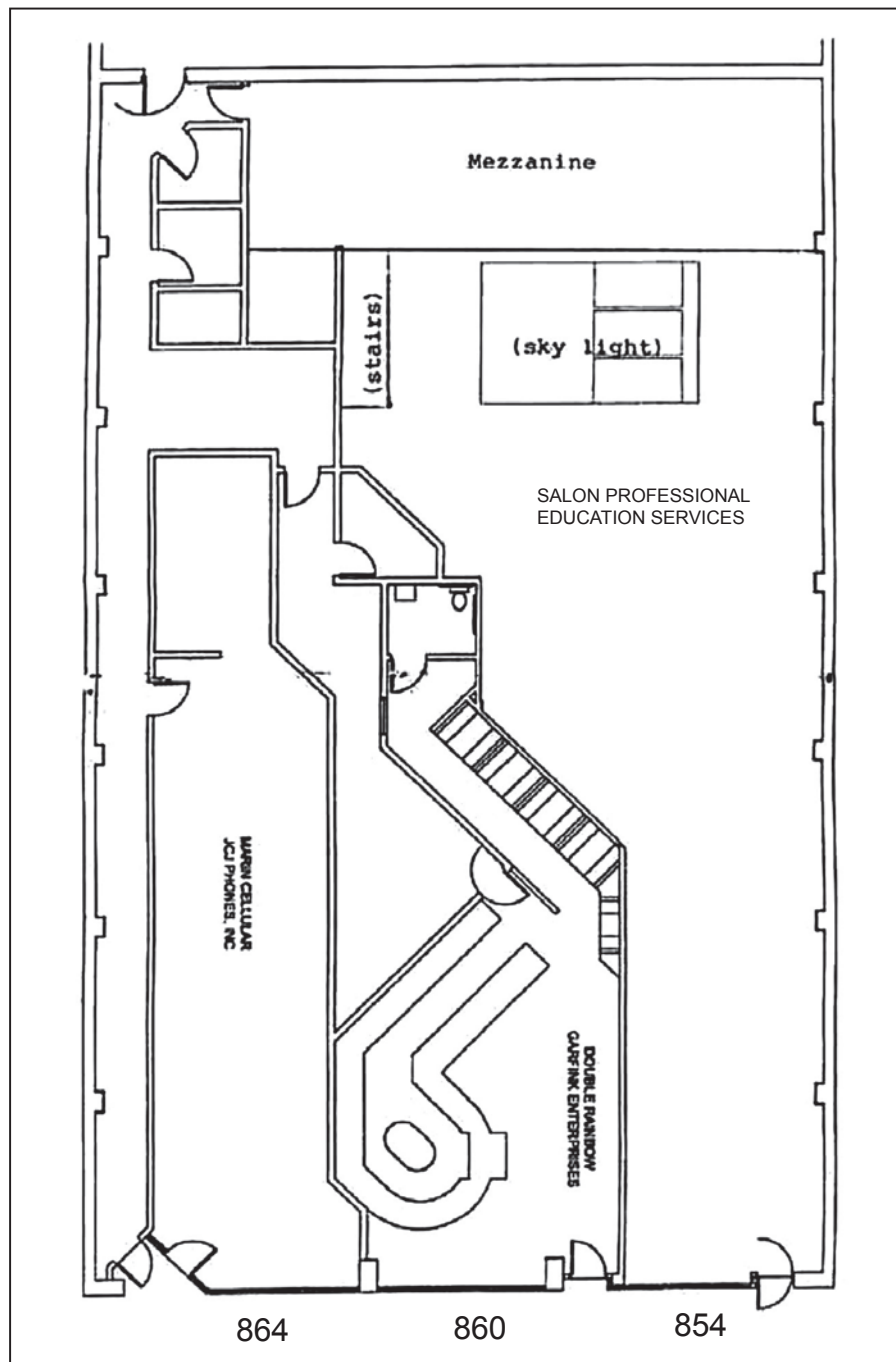 Mezzanine
(stairs)
(sky light)
SALON PROFESSIONAL
EDUCATION SERVICES
MARIN CELLULAR
JCJ PHONES, INC
DOUBLE RAINBOW
GARFINK ENTERPRISES
864
860
854